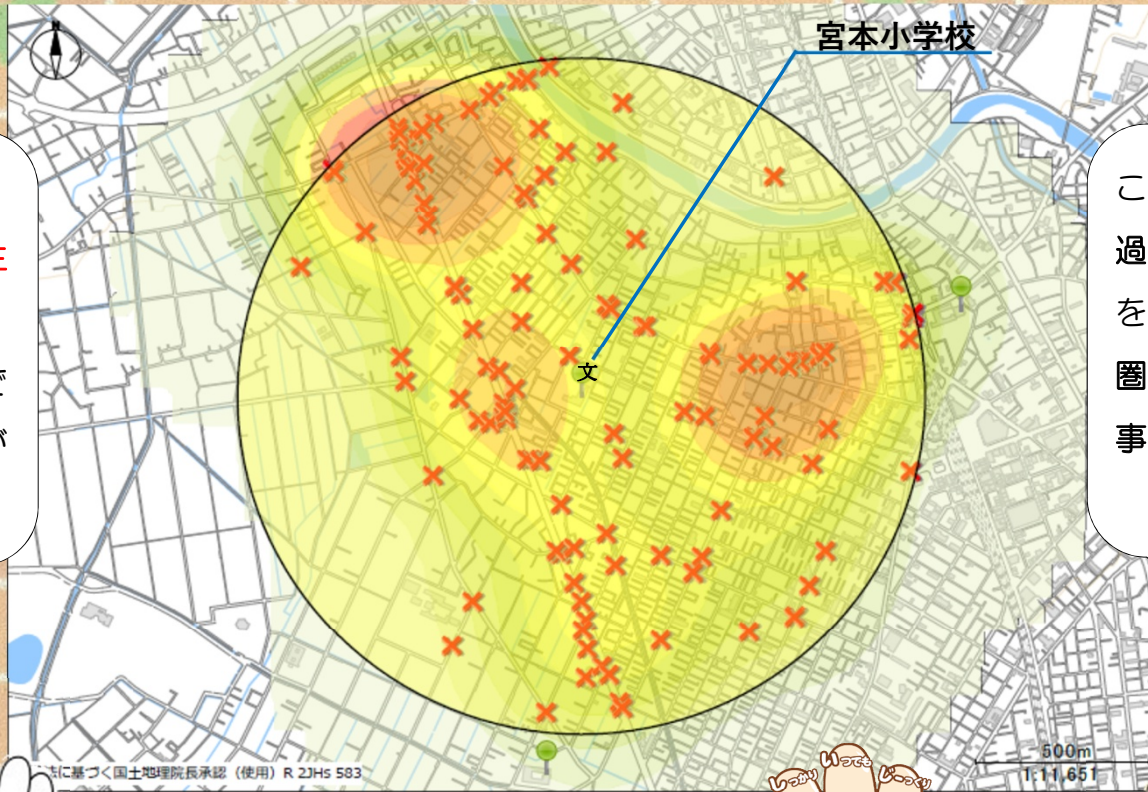 宮本小学校
文
こ
過
を
圏
事
法に基づく国土地理院長承認（使用）R 2JHs 583
500m
1:11,651
しっかり
いつでも
じーっくり